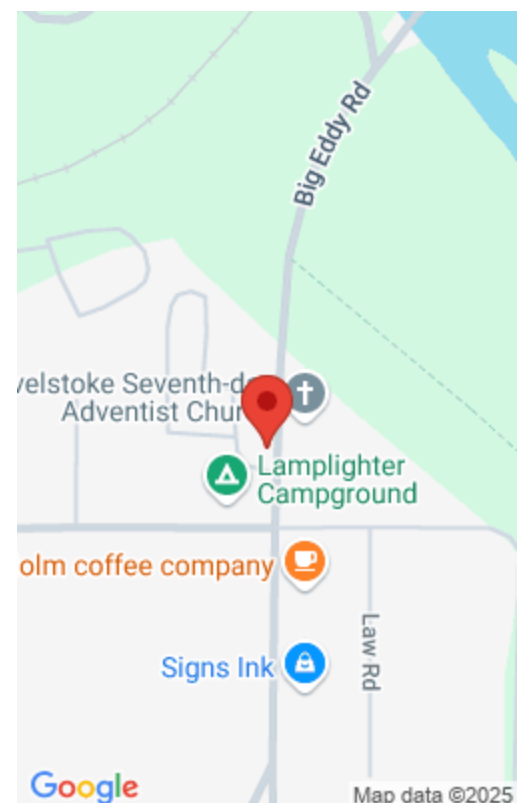 Big Eddy Rd
velstoke Seventh-d
Adventist Chur
Lamplighter
Campground
olm coffee company
Signs Ink
Law Rd
Google
Map data ©2025